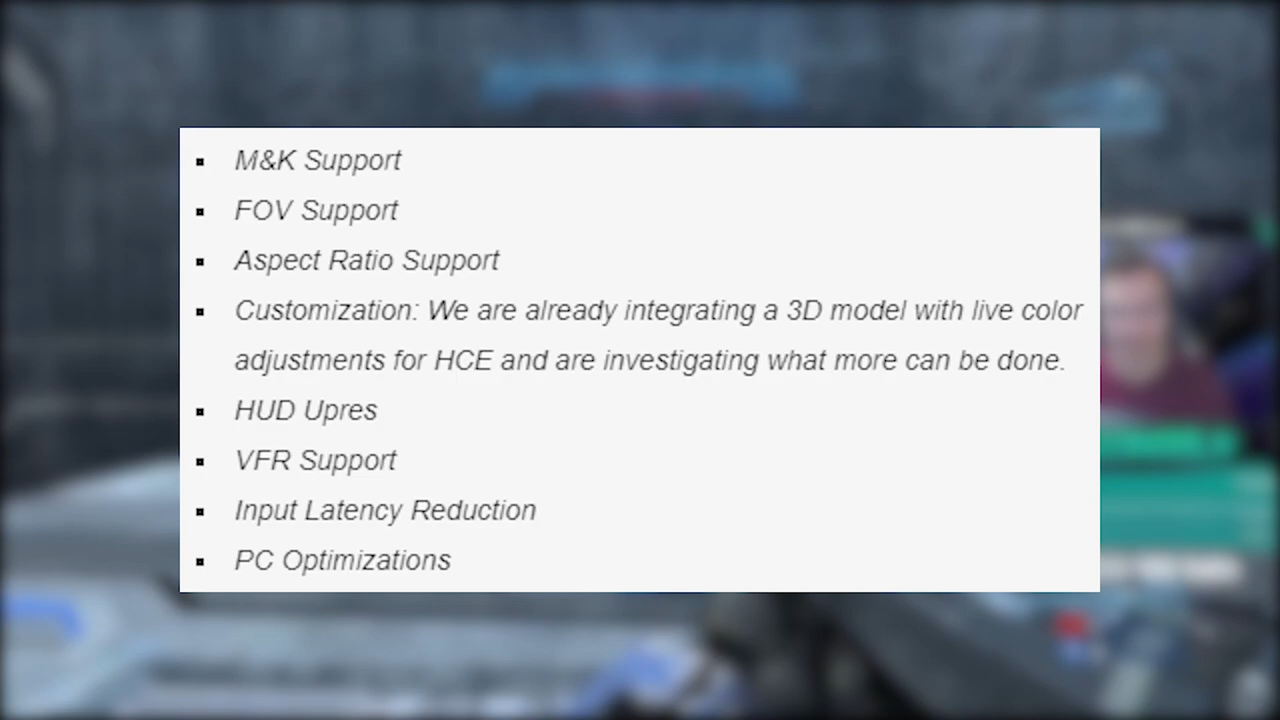 ▪ M&K Support
▪ FOV Support
▪ Aspect Ratio Support
▪ Customization: We are already integrating a 3D model with live color
adjustments for HCE and are investigating what more can be done.
▪ HUD Upres
▪ VFR Support
▪ Input Latency Reduction
▪ PC Optimizations